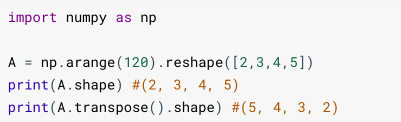 import numpy as np
A = np.arange(120).reshape([2,3,4,5])
print(A.shape) #(2, 3, 4, 5)
print(A.transpose().shape) #(5, 4, 3, 2)